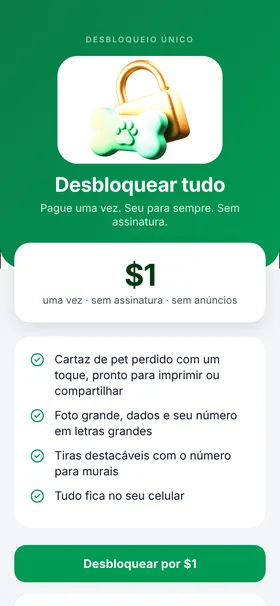 DESBLOQUEIO ÚNICO
Desbloquear tudo
Pague uma vez. Seu para sempre. Sem
assinatura.
$1
uma vez · sem assinatura · sem anúncios
Cartaz de pet perdido com um
toque, pronto para imprimir ou
compartilhar
Foto grande, dados e seu número
em letras grandes
Tiras destacáveis com o número
para murais
Tudo fica no seu celular
Desbloquear por $1